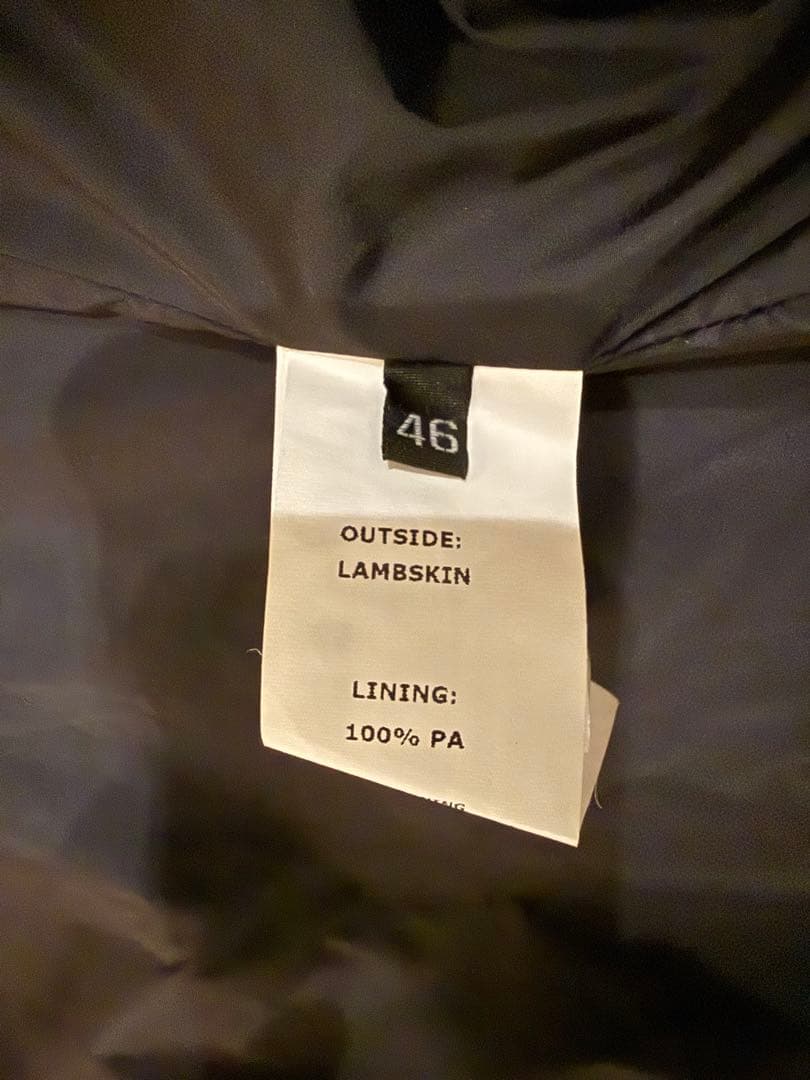 46
OUTSIDE:
LAMBSKIN
LINING:
100% PA